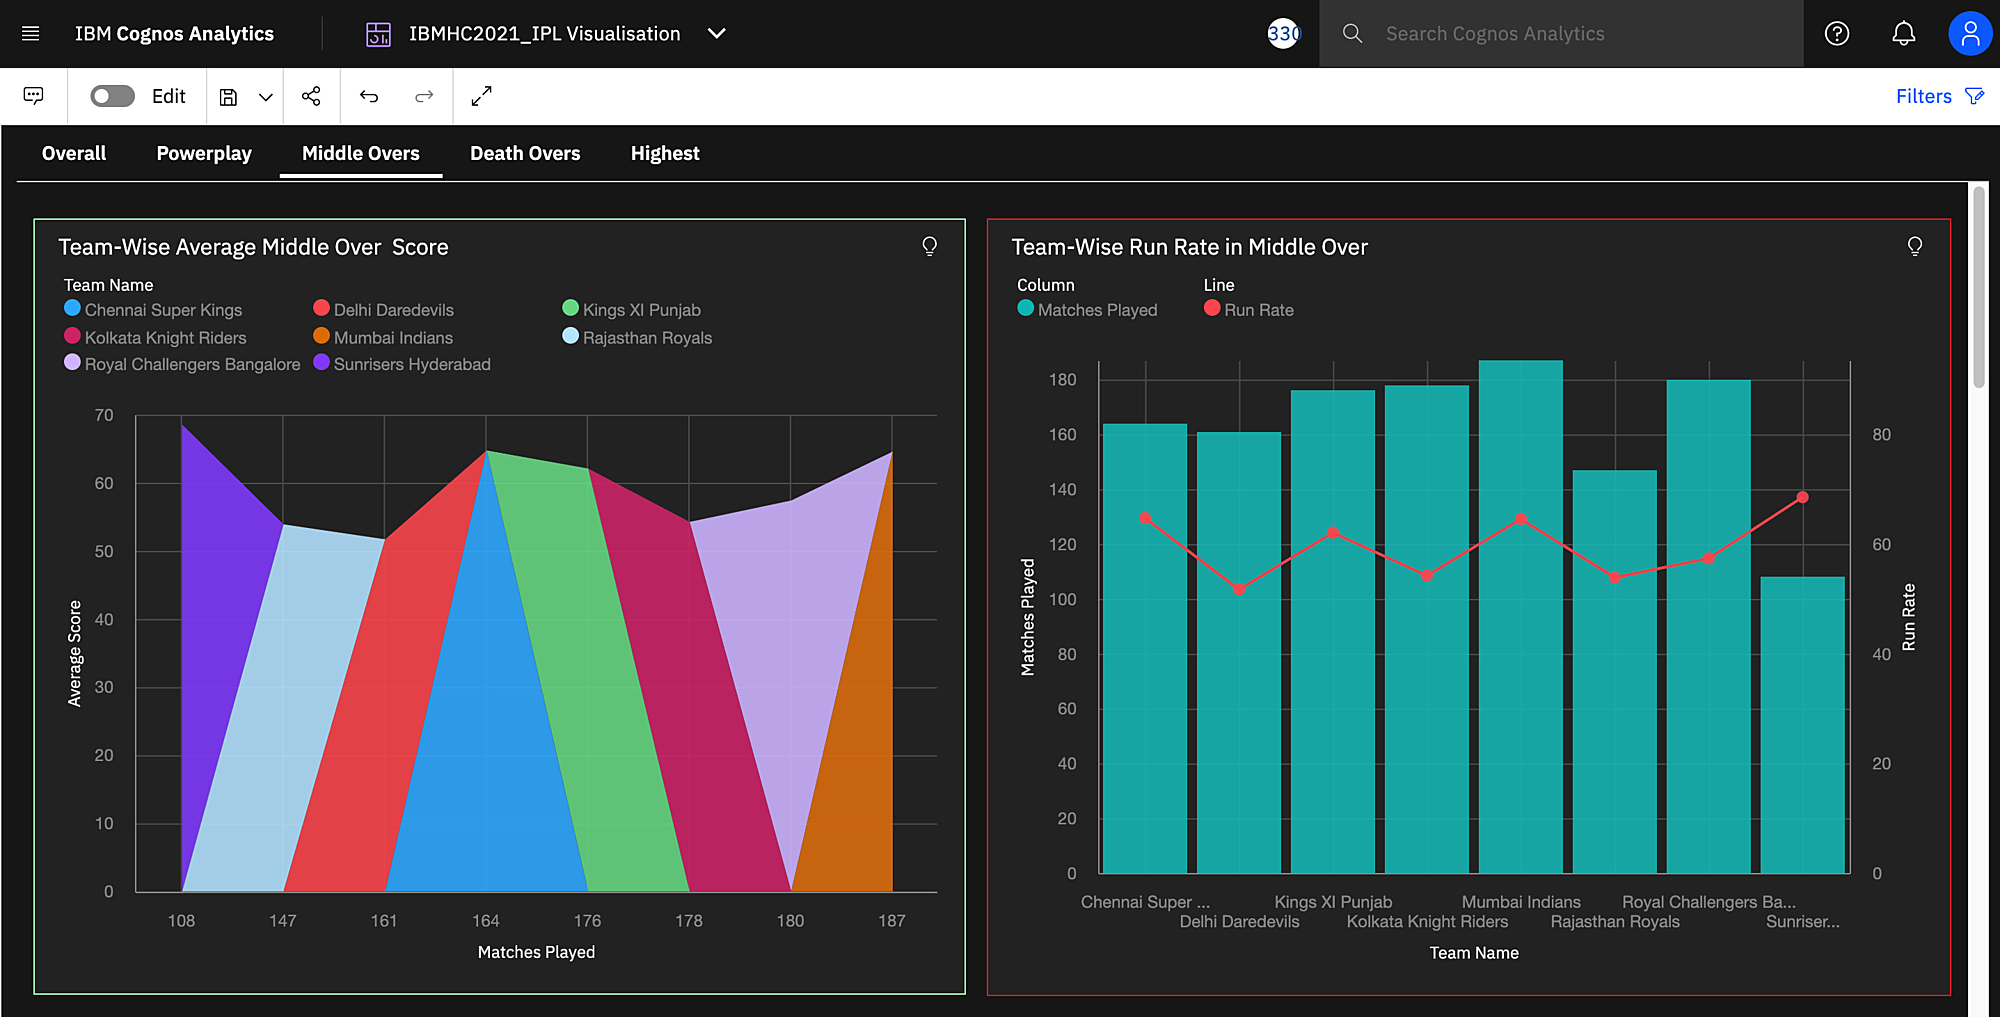 IBM Cognos Analytics
IBMHC2021_IPL Visualisation
330
Search Cognos Analytics
Edit
Filters
Overall
Powerplay
Middle Overs
Death Overs
Highest
Team-Wise Average Middle Over  Score
Team Name
Chennai Super Kings
Delhi Daredevils
Kings XI Punjab
Kolkata Knight Riders
Mumbai Indians
Rajasthan Royals
Royal Challengers Bangalore
Sunrisers Hyderabad
Average Score
70
60
50
40
30
20
10
0
108 147 161 164 176 178 180 187
Matches Played
Team-Wise Run Rate in Middle Over
Column
Line
Matches Played
Run Rate
Matches Played
180
160
140
120
100
80
60
40
20
0
80
60
40
20
0
Run Rate
Chennai Super ...
Delhi Daredevils
Kings XI Punjab
Kolkata Knight Riders
Mumbai Indians
Rajasthan Royals
Royal Challengers Ba...
Sunriser...
Team Name